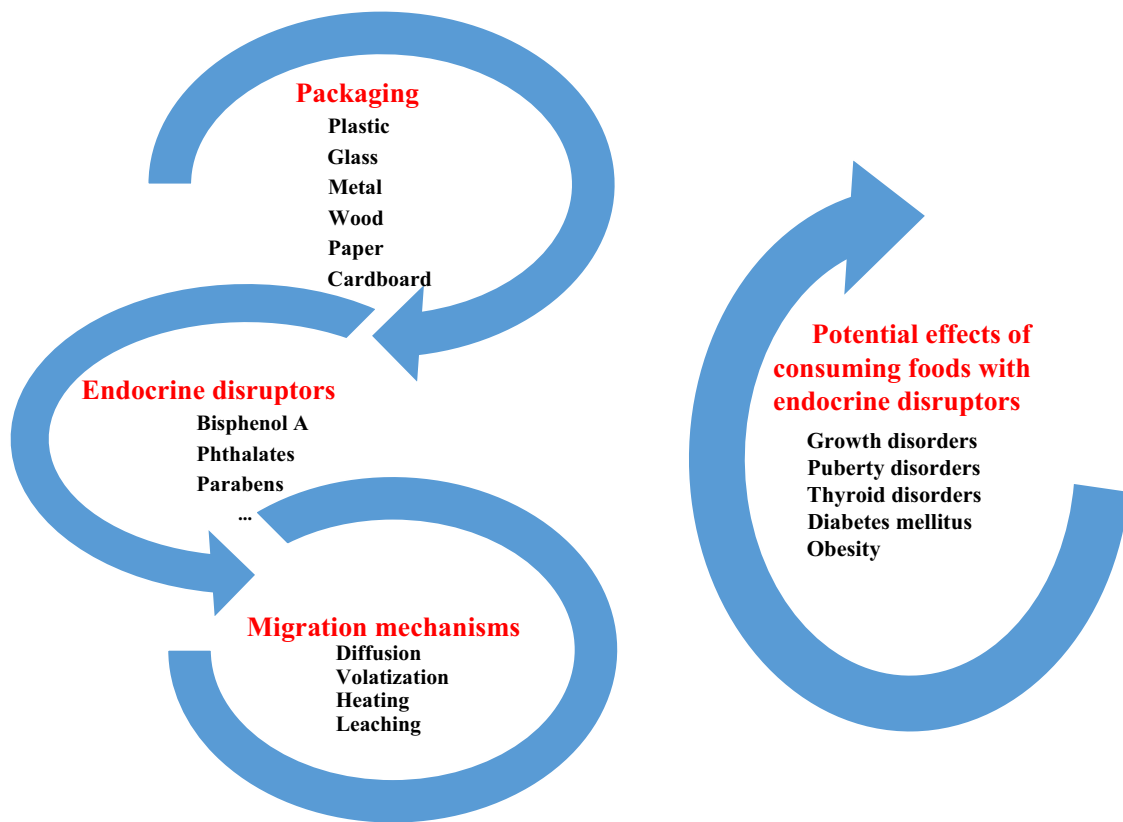 Packaging
Plastic
Glass
Metal
Wood
Paper
Cardboard
Endocrine disruptors
Bisphenol A
Phthalates
Parabens
...
Migration mechanisms
Diffusion
Volatization
Heating
Leaching
Potential effects of
consuming foods with
endocrine disruptors
Growth disorders
Puberty disorders
Thyroid disorders
Diabetes mellitus
Obesity